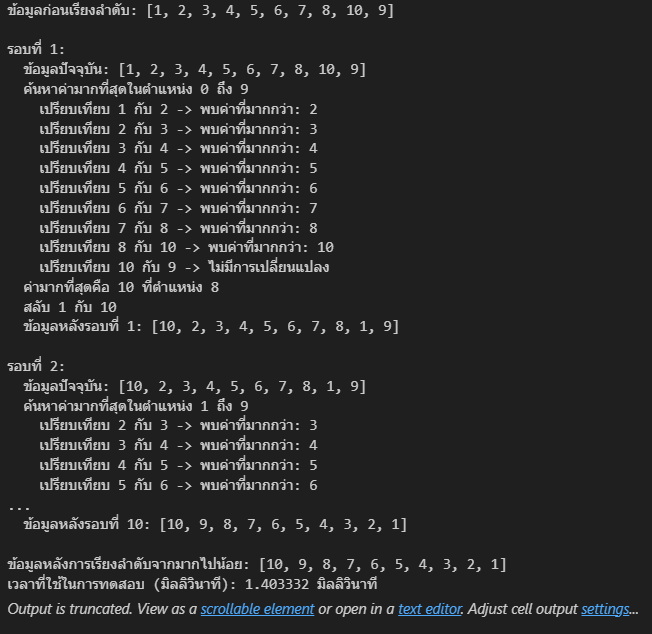 ข้อมูลก่อนเรียงลำดับ: [1, 2, 3, 4, 5, 6, 7, 8, 10, 9]
รอบที่ 1:
ข้อมูลปัจจุบัน: [1, 2, 3, 4, 5, 6, 7, 8, 10, 9]
ค้นหาค่ามากที่สุดในตำแหน่ง 0 ถึง 9
เปรียบเทียบ 1 กับ 2 -> พบค่าที่มากกว่า: 2
เปรียบเทียบ 2 กับ 3 -> พบค่าที่มากกว่า: 3
เปรียบเทียบ 3 กับ 4 -> พบค่าที่มากกว่า: 4
เปรียบเทียบ 4 กับ 5 -> พบค่าที่มากกว่า: 5
เปรียบเทียบ 5 กับ 6 -> พบค่าที่มากกว่า: 6
เปรียบเทียบ 6 กับ 7 -> พบค่าที่มากกว่า: 7
เปรียบเทียบ 7 กับ 8 -> พบค่าที่มากกว่า: 8
เปรียบเทียบ 8 กับ 10 -> พบค่าที่มากกว่า: 10
เปรียบเทียบ 10 กับ 9 -> ไม่มีการเปลี่ยนแปลง
ค่ามากที่สุดคือ 10 ที่ตำแหน่ง 8
สลับ 1 กับ 10
ข้อมูลหลังรอบที่ 1: [10, 2, 3, 4, 5, 6, 7, 8, 1, 9]
รอบที่ 2:
ข้อมูลปัจจุบัน: [10, 2, 3, 4, 5, 6, 7, 8, 1, 9]
ค้นหาค่ามากที่สุดในตำแหน่ง 1 ถึง 9
เปรียบเทียบ 2 กับ 3 -> พบค่าที่มากกว่า: 3
เปรียบเทียบ 3 กับ 4 -> พบค่าที่มากกว่า: 4
เปรียบเทียบ 4 กับ 5 -> พบค่าที่มากกว่า: 5
เปรียบเทียบ 5 กับ 6 -> พบค่าที่มากกว่า: 6
...
ข้อมูลหลังรอบที่ 10: [10, 9, 8, 7, 6, 5, 4, 3, 2, 1]
ข้อมูลหลังการเรียงลำดับจากมากไปน้อย: [10, 9, 8, 7, 6, 5, 4, 3, 2, 1]
เวลาที่ใช้ในการทดสอบ (มิลลิวินาที): 1.403332 มิลลิวินาที
Output is truncated. View as a scrollable element or open in a text editor. Adjust cell output settings...